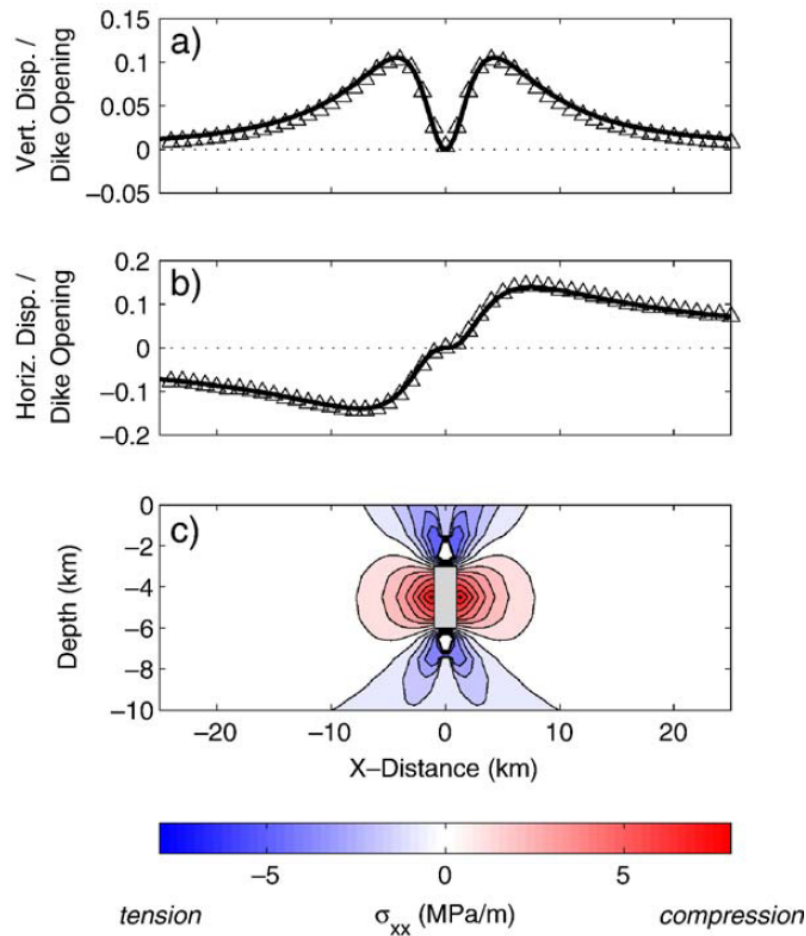 a)
Vert. Disp. /
Dike Opening
0.15
0.1
0.05
0
−0.05
b)
Horiz. Disp. /
Dike Opening
0.2
0.1
0
−0.1
−0.2
c)
Depth (km)
0
−2
−4
−6
−8
−10
−20 −10 0 10 20
X−Distance (km)
−5 0 5
tension σxx (MPa/m) compression